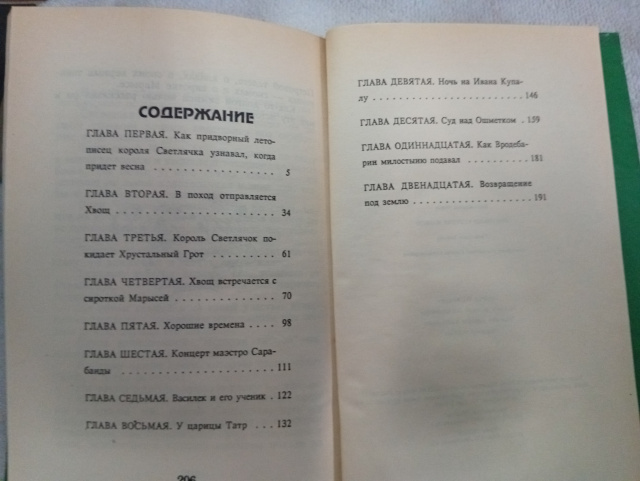 СОДЕРЖАНИЕ
ГЛАВА ПЕРВАЯ. Как придворный лето-
писец короля Светлячка узнавал, когда
придет весна . . . . . . . . . . . . . . . 5
ГЛАВА ВТОРАЯ. В поход отправляется
Хвощ . . . . . . . . . . . . . . . . . . . . 34
ГЛАВА ТРЕТЬЯ. Король Светлячок по-
кидает Хрустальный Грот . . . . . . . . 61
ГЛАВА ЧЕТВЕРТАЯ. Хвощ встречается с
сироткой Марысей . . . . . . . . . . . . 70
ГЛАВА ПЯТАЯ. Хорошие времена . . . . 98
ГЛАВА ШЕСТАЯ. Концерт маэстро Сара-
банды . . . . . . . . . . . . . . . . . . . 111
ГЛАВА СЕДЬМАЯ. Василек и его ученик . 122
ГЛАВА ВОСЬМАЯ. У царицы Татр . . . 132
206
ГЛАВА ДЕВЯТАЯ. Ночь на Ивана Купа-
лу . . . . . . . . . . . . . . . . . . . . . 146
ГЛАВА ДЕСЯТАЯ. Суд над Ошметком . 159
ГЛАВА ОДИННАДЦАТАЯ. Как Вродеба-
рин милостыню подавал . . . . . . . . 181
ГЛАВА ДВЕНАДЦАТАЯ. Возвращение
под землю . . . . . . . . . . . . . . . . 191